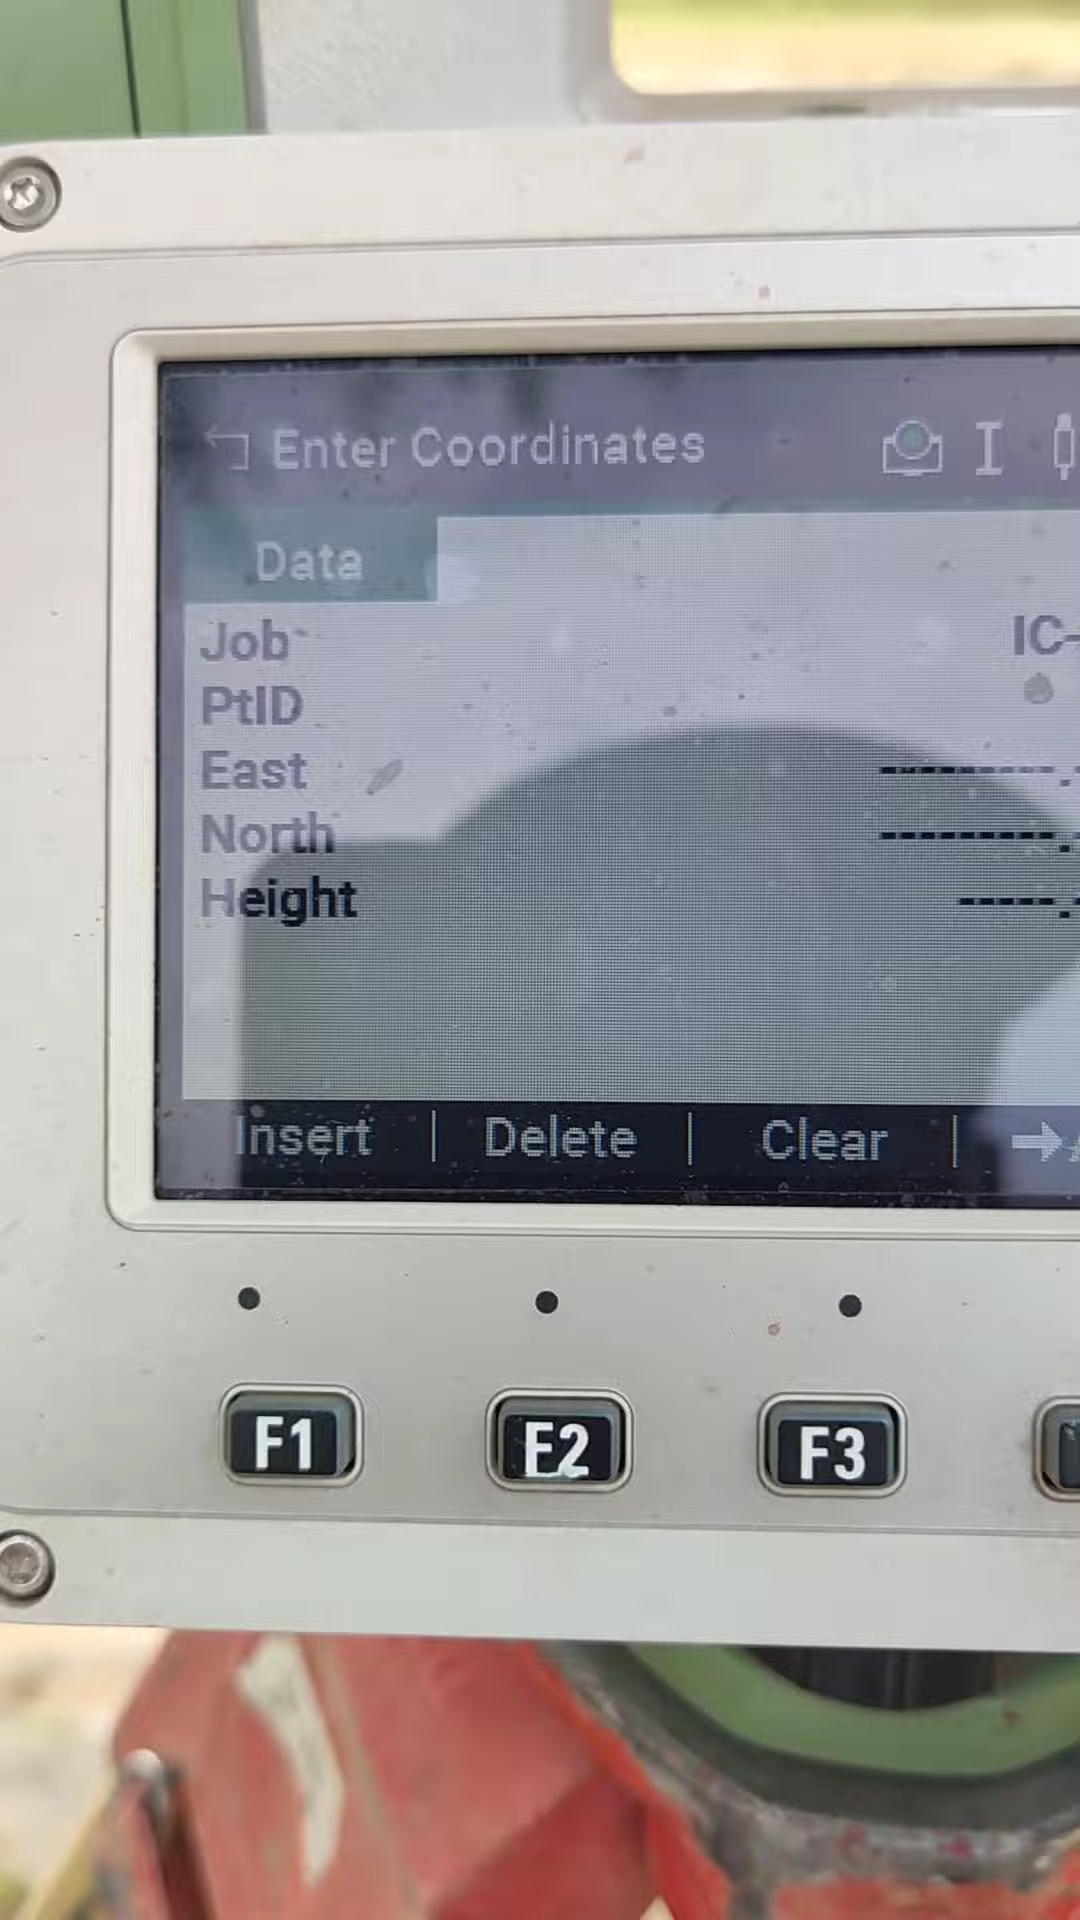 Enter Coordinates
Data
Job IC-
PtID
East ---------.
North ---------.
Height -----.
Insert | Delete | Clear |
F1 F2 F3